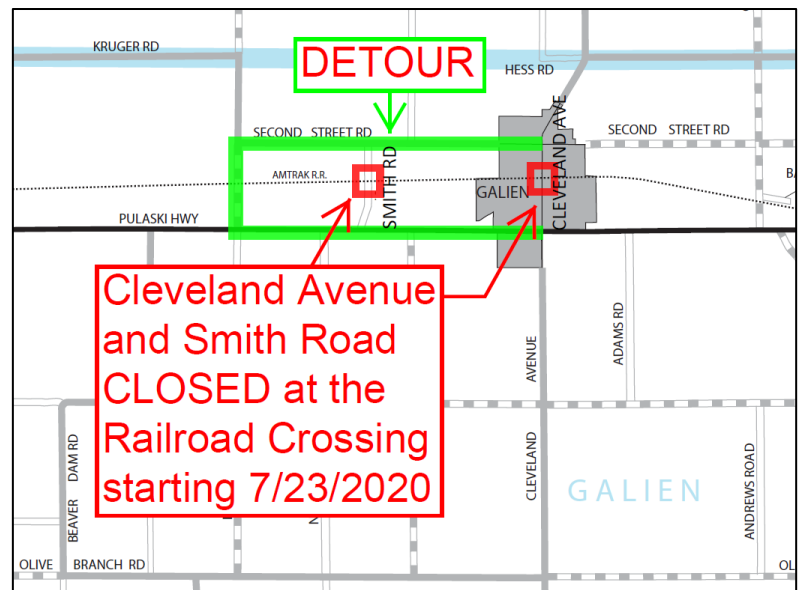 KRUGER RD
DETOUR
HESS RD
SECOND STREET RD
SECOND STREET RD
AMTRAK R.R.
SMITH RD
GALIEN
CLEVELAND AVE
PULASKI HWY
Cleveland Avenue
and Smith Road
CLOSED at the
Railroad Crossing
starting 7/23/2020
AVENUE
ADAMS RD
BEAVER DAM RD
CLEVELAND
GALIEN
ANDREWS ROAD
OLIVE BRANCH RD
OL